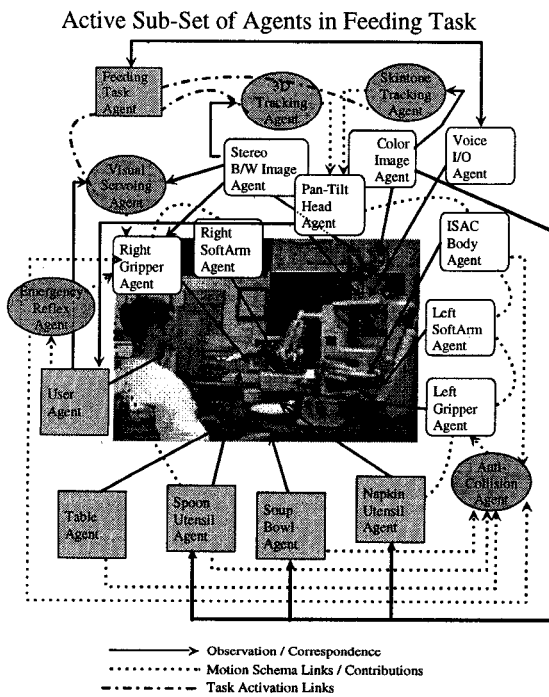 Active Sub-Set of Agents in Feeding Task
Feeding
Task
Agent
3D
Tracking
Agent
Skintone
Tracking
Agent
Stereo
B/W Image
Agent
Color
Image
Agent
Voice
I/O
Agent
Visual
Servoing
Agent
Pan-Tilt
Head
Agent
Right
Gripper
Agent
Right
SoftArm
Agent
ISAC
Body
Agent
Emergency
Reflex
Agent
Left
SoftArm
Agent
User
Agent
Left
Gripper
Agent
Anti-
Collision
Agent
Table
Agent
Spoon
Utensil
Agent
Soup
Bowl
Agent
Napkin
Utensil
Agent
Observation / Correspondence
Motion Schema Links / Contributions
Task Activation Links